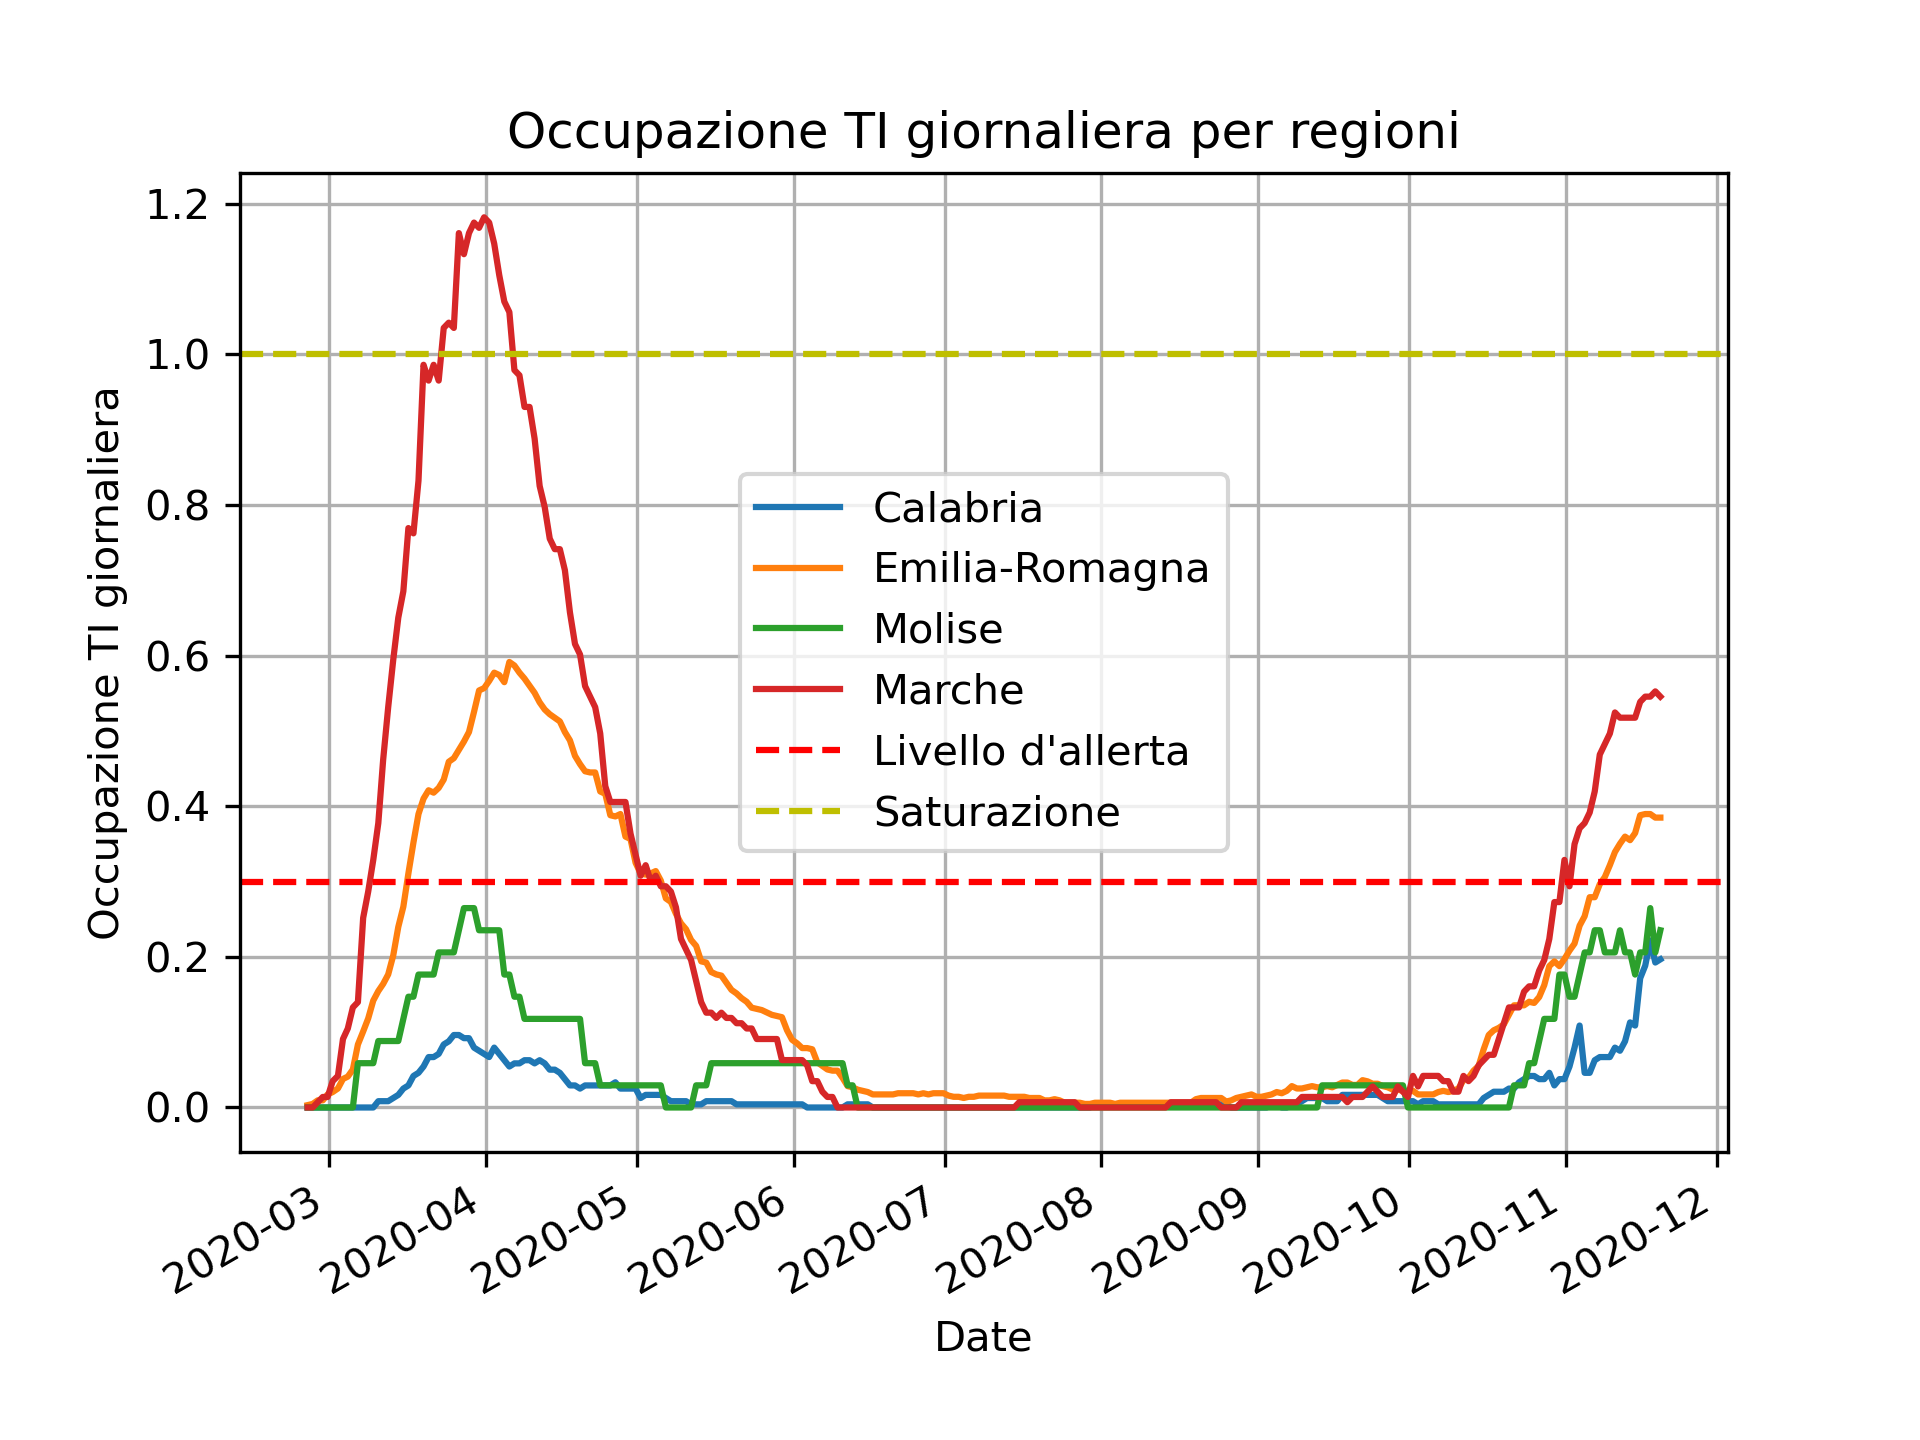 Occupazione TI giornaliera per regioni
Occupazione TI giornaliera
1.2
1.0
0.8
0.6
0.4
0.2
0.0
Calabria
Emilia-Romagna
Molise
Marche
Livello d'allerta
Saturazione
2020-03
2020-04
2020-05
2020-06
2020-07
2020-08
2020-09
2020-10
2020-11
2020-12
Date